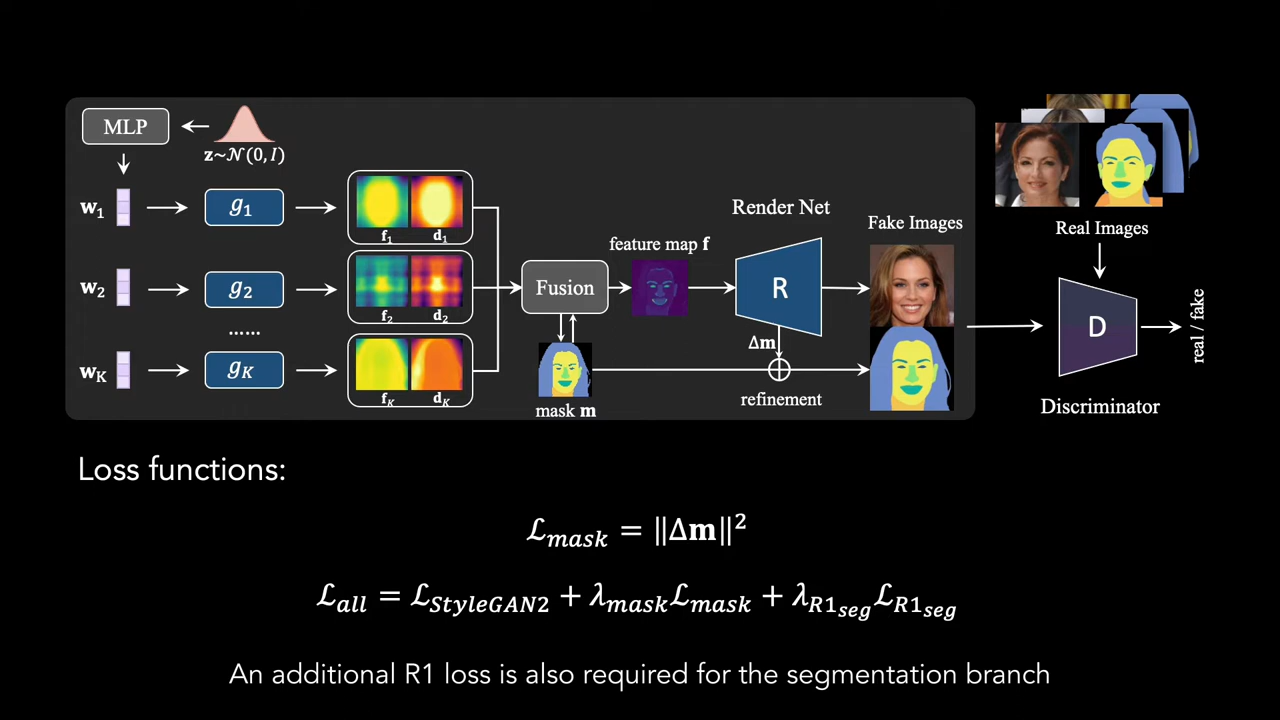 MLP
z~𝒩(0, I)
w₁
g₁
f₁
d₁
w₂
g₂
f₂
d₂
......
w_K
g_K
f_K
d_K
Fusion
mask m
feature map f
Render Net
R
Δm
refinement
Fake Images
Real Images
D
Discriminator
real / fake
Loss functions:
ℒ_mask = ‖Δm‖²
ℒ_all = ℒ_StyleGAN2 + λ_mask ℒ_mask + λ_R1_seg ℒ_R1_seg
An additional R1 loss is also required for the segmentation branch